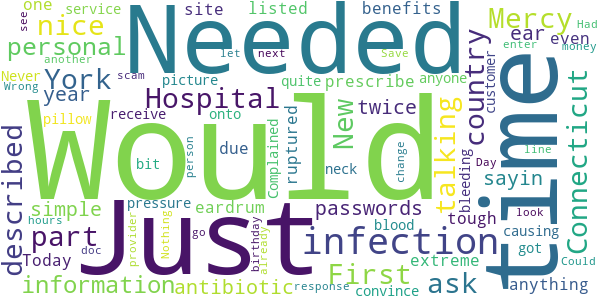 see one service site listed benefits Mercy Had
nice Needed ear even
personal enter
Never let next Save money
York another scam picture quite prescribe anyone customer
Wrong year Hospital twice country
pillow receive onto New talking time
Would
described bit due ruptured Complained neck change Connecticut
person eardrum passwords bleeding Day line
simple pressure blood tough sayin
hours part Just infection causing got look
Today provider Nothing go birthday already First extreme ask Could
doc information antibiotic response convince anything